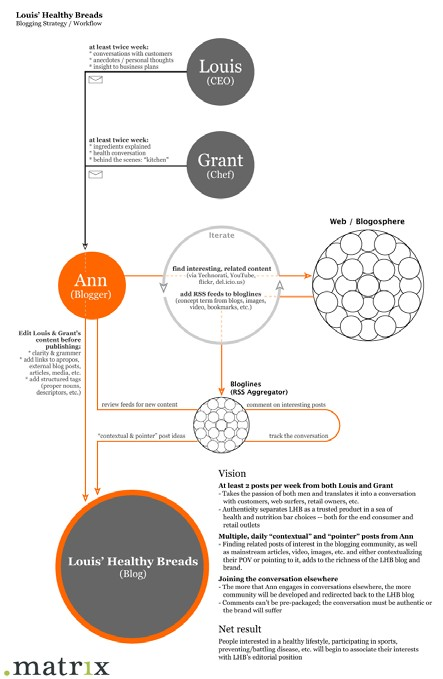 Louis' Healthy Breads
Blogging Strategy / Workflow
at least twice week:
* conversations with customers
* anecdotes / personal thoughts
* insight to business plans
Louis
(CEO)
at least twice week:
* ingredients explained
* health conversation
* behind the scenes: "kitchen"
Grant
(Chef)
Web / Blogosphere
Iterate
Ann
(Blogger)
find interesting, related content
(via Technorati, YouTube,
flickr, del.icio.us)
add RSS feeds to bloglines
(concept term from blogs, images,
video, bookmarks, etc.)
Edit Louis & Grant's
content before
publishing:
* clarity & grammer
* add links to apropos,
external blog posts,
articles, media, etc.
* add structured tags
(proper nouns,
descriptors, etc.)
Bloglines
(RSS Aggregator)
review feeds for new content
comment on interesting posts
"contextual & pointer" post ideas
track the conversation
Louis' Healthy Breads
(Blog)
Vision
At least 2 posts per week from both Louis and Grant
- Takes the passion of both men and translates it into a conversation
with customers, web surfers, retail owners, etc.
- Authenticity separates LHB as a trusted product in a sea of
health and nutrition bar choices -- both for the end consumer and
retail outlets
Multiple, daily "contextual" and "pointer" posts from Ann
- Finding related posts of interest in the blogging community, as well
as mainstream articles, video, images, etc. and either contextualizing
their POV or pointing to it, adds to the richness of the LHB blog and
brand.
Joining the conversation elsewhere
- The more that Ann engages in conversations elsewhere, the more
community will be developed and redirected back to the LHB blog
- Comments can't be pre-packaged; the conversation must be authentic or
the brand will suffer
Net result
People interested in a healthy lifestyle, participating in sports,
preventing/battling disease, etc. will begin to associate their interests
with LHB's editorial position
.matrix